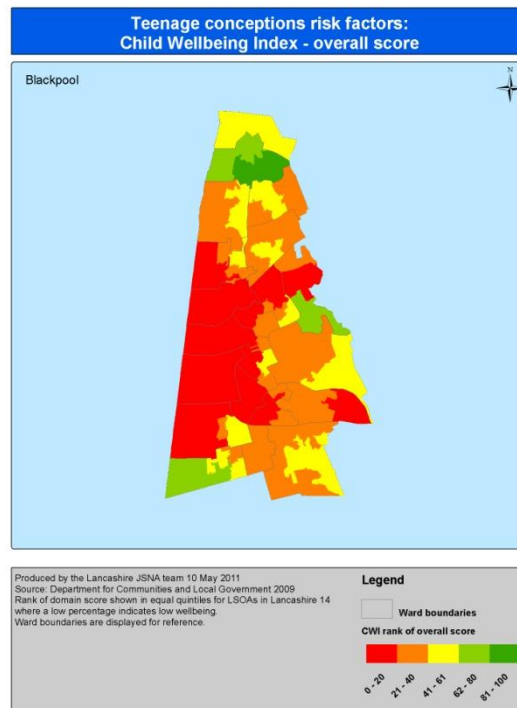 Teenage conceptions risk factors:
Child Wellbeing Index - overall score
Blackpool
N
Produced by the Lancashire JSNA team 10 May 2011
Source: Department for Communities and Local Government 2009
Rank of domain score shown in equal quintiles for LSOAs in Lancashire 14
where a low percentage indicates low wellbeing.
Ward boundaries are displayed for reference.
Legend
Ward boundaries
CWI rank of overall score
0 - 20
21 - 40
41 - 61
62 - 80
81 - 100